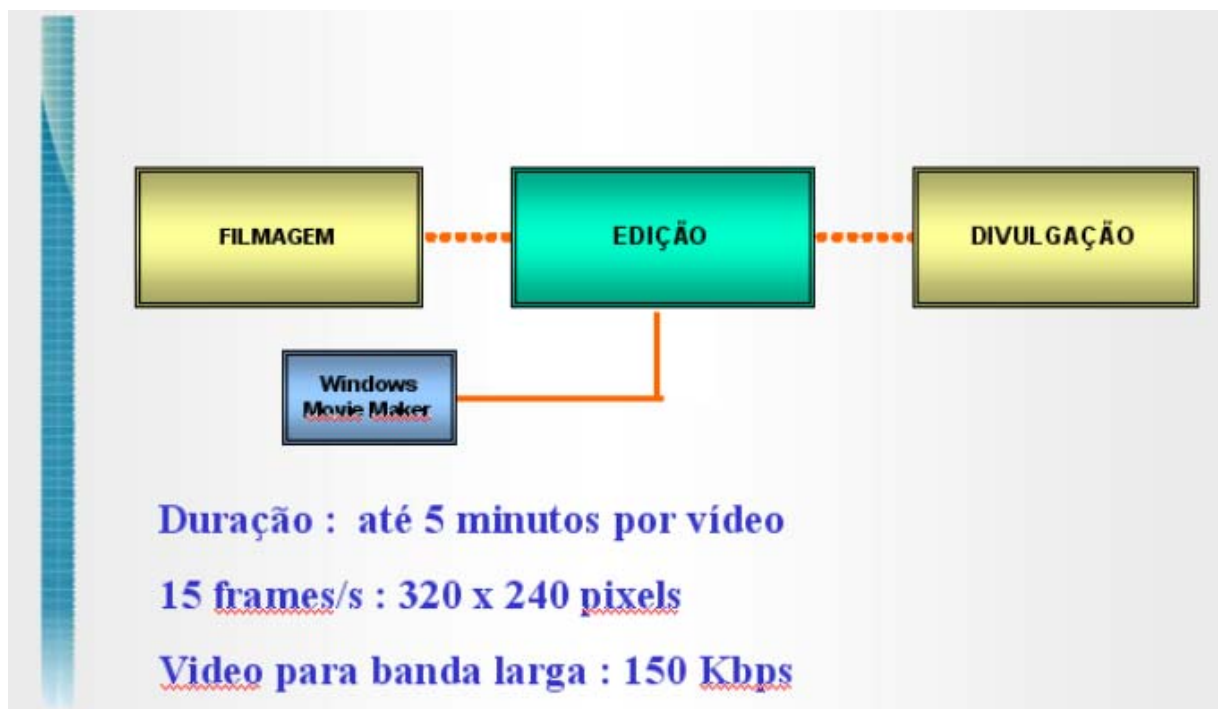 FILMAGEM
EDIÇÃO
DIVULGAÇÃO
Windows
Movie Maker
Duração : até 5 minutos por vídeo
15 frames/s : 320 x 240 pixels
Video para banda larga : 150 Kbps